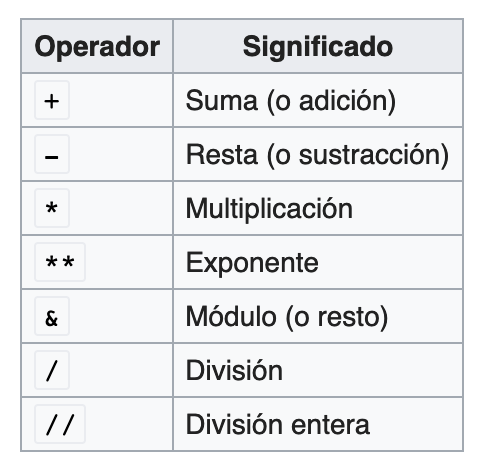 Operador Significado
+ Suma (o adición)
- Resta (o sustracción)
* Multiplicación
** Exponente
& Módulo (o resto)
/ División
// División entera